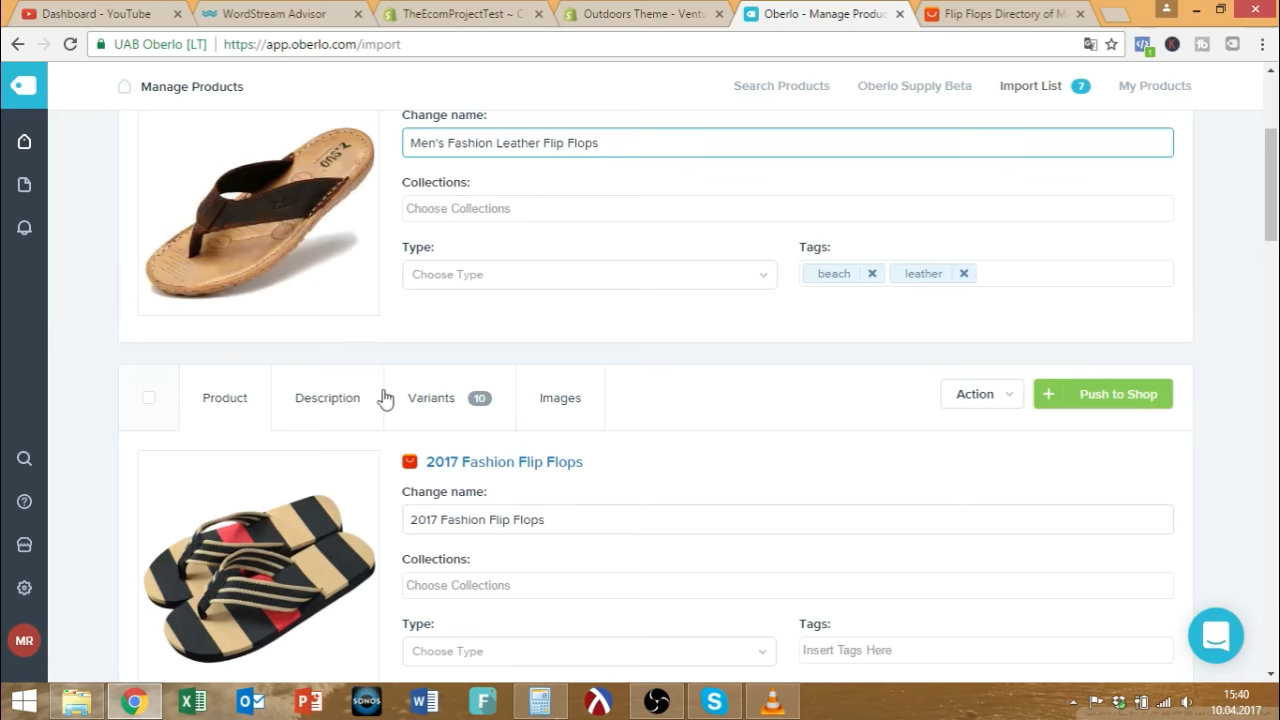 Dashboard - YouTube
WordStream Advisor
TheEcomProjectTest ~ C
Outdoors Theme - Ventu
Oberlo - Manage Produc
Flip Flops Directory of M
UAB Oberlo [LT]
https://app.oberlo.com/import
Manage Products
Search Products
Oberlo Supply Beta
Import List 7
My Products
Change name:
Men's Fashion Leather Flip Flops
Collections:
Choose Collections
Type:
Tags:
Choose Type
beach
leather
Product
Description
Variants 10
Images
Action
+ Push to Shop
2017 Fashion Flip Flops
Change name:
2017 Fashion Flip Flops
Collections:
Choose Collections
Type:
Tags:
Choose Type
Insert Tags Here
MR
SONOS
15:40
10.04.2017